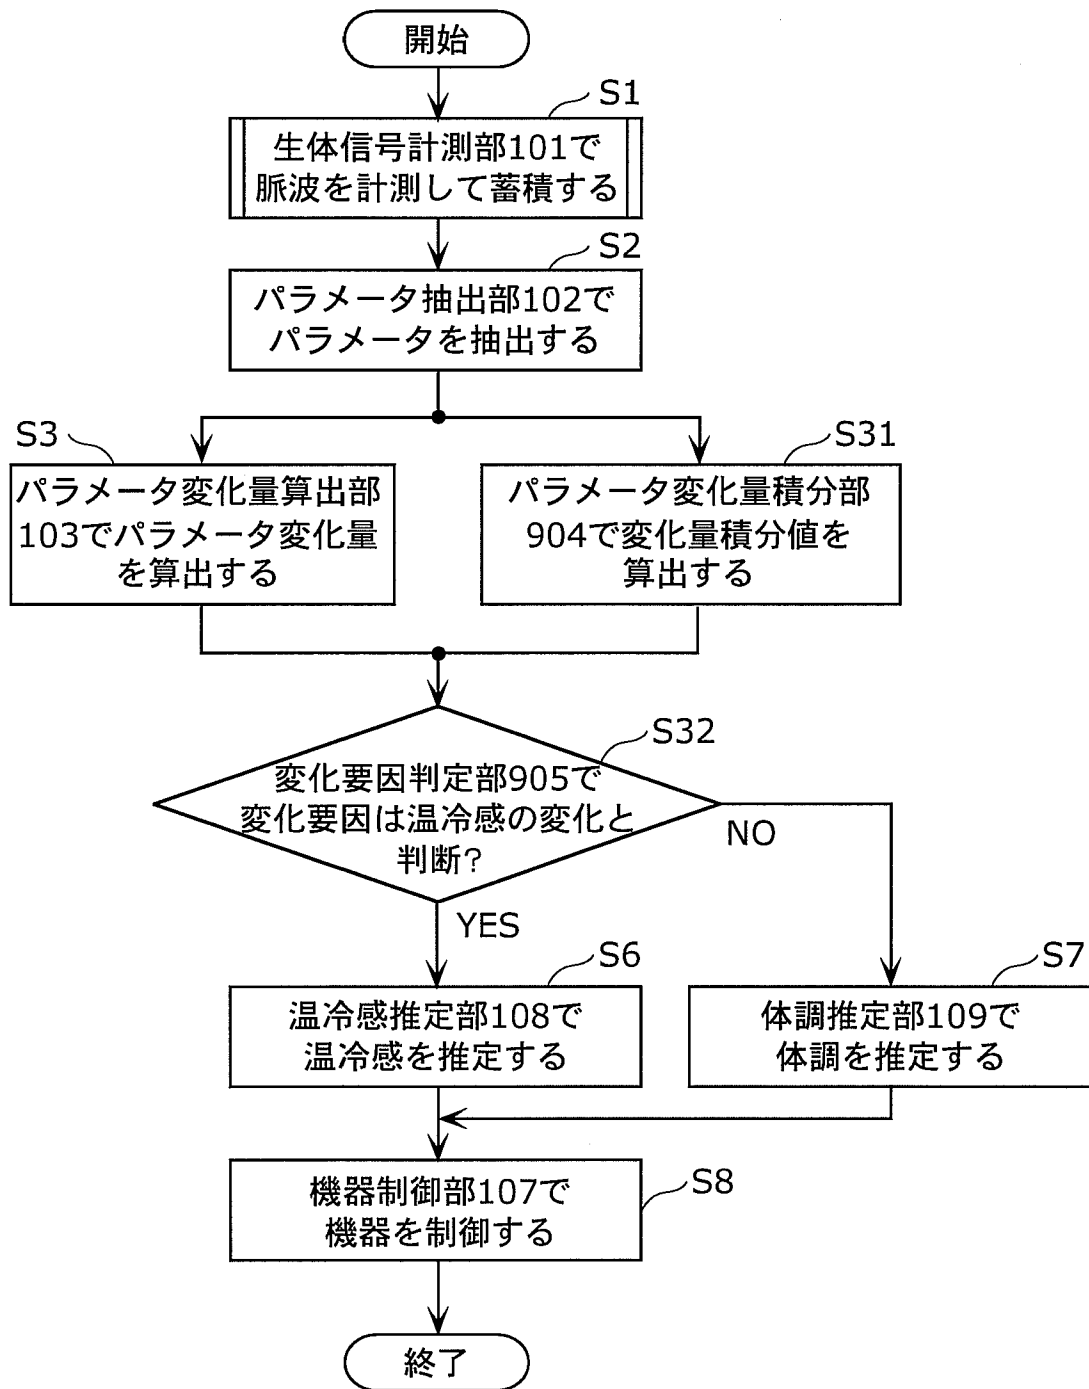 開始
S1
生体信号計測部101で
脈波を計測して蓄積する
S2
パラメータ抽出部102で
パラメータを抽出する
S3
パラメータ変化量算出部
103でパラメータ変化量
を算出する
S31
パラメータ変化量積分部
904で変化量積分値を
算出する
S32
変化要因判定部905で
変化要因は温冷感の変化と
判断?
NO
YES
S6
温冷感推定部108で
温冷感を推定する
S7
体調推定部109で
体調を推定する
S8
機器制御部107で
機器を制御する
終了